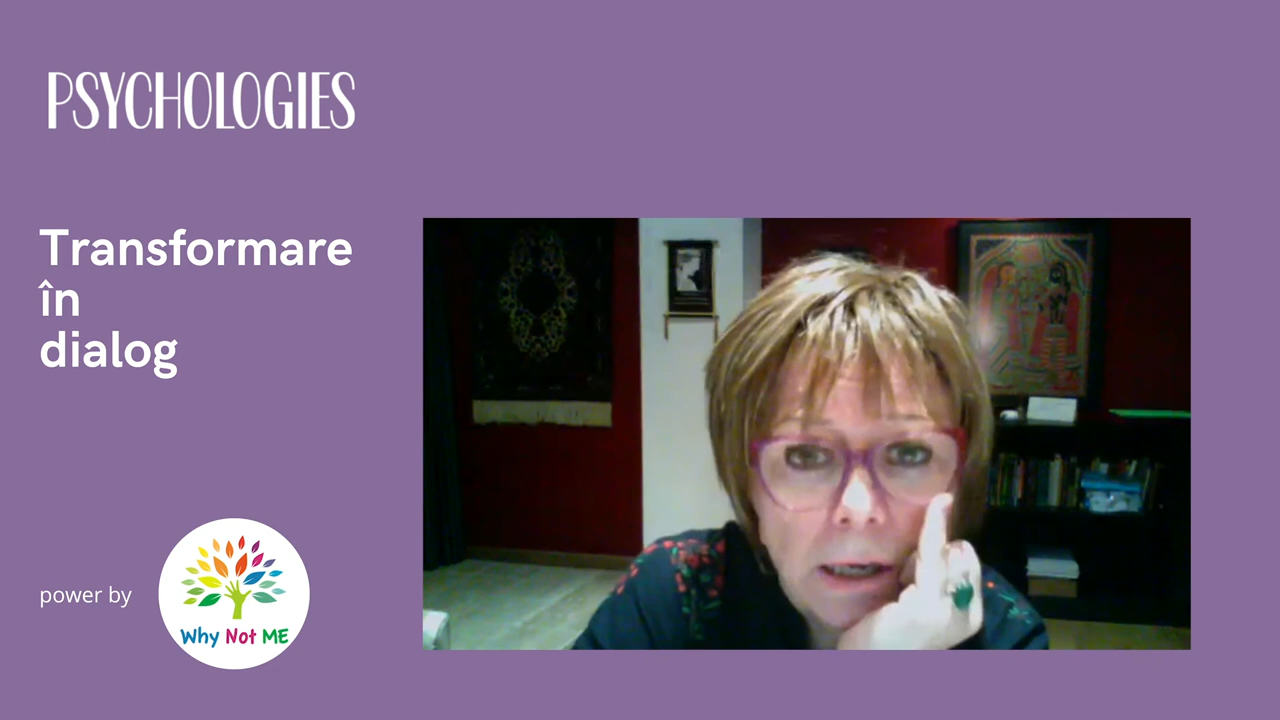 PSYCHOLOGIES
Transformare
în
dialog
power by
Why Not ME